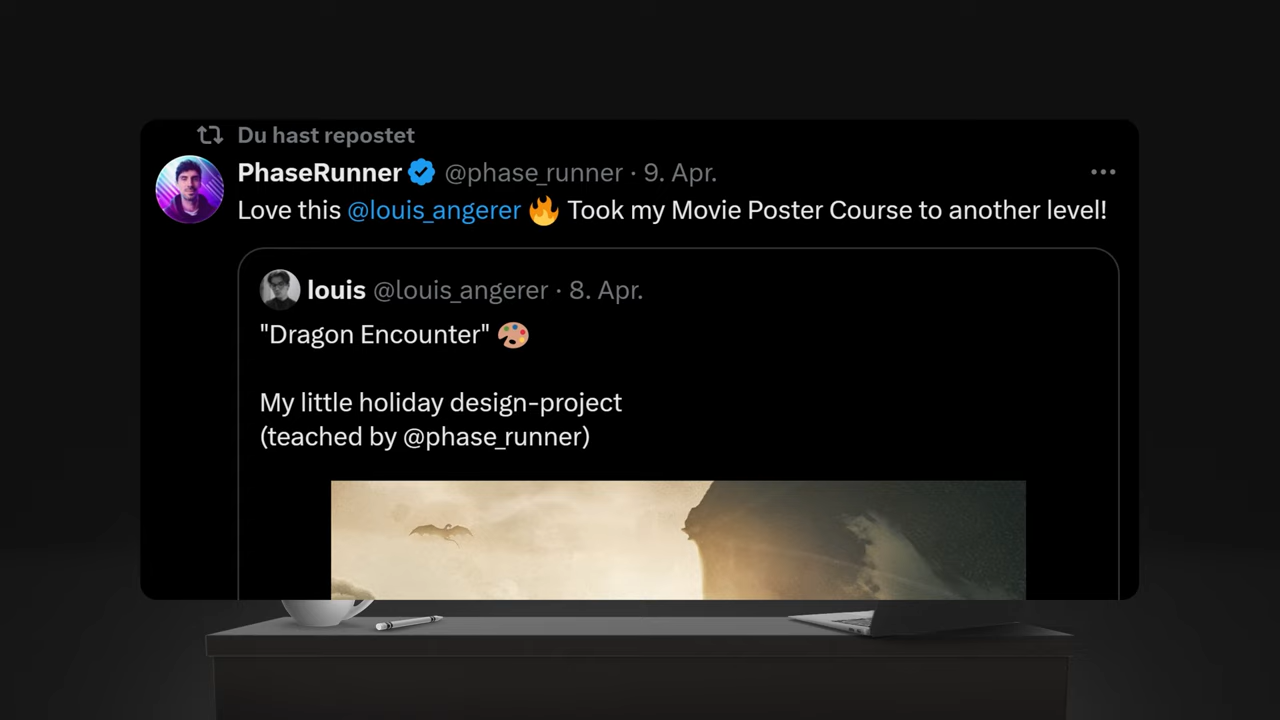 Du hast repostet
PhaseRunner @phase_runner · 9. Apr.
Love this @louis_angerer 🔥 Took my Movie Poster Course to another level!
louis @louis_angerer · 8. Apr.
"Dragon Encounter" 🎨
My little holiday design-project
(teached by @phase_runner)